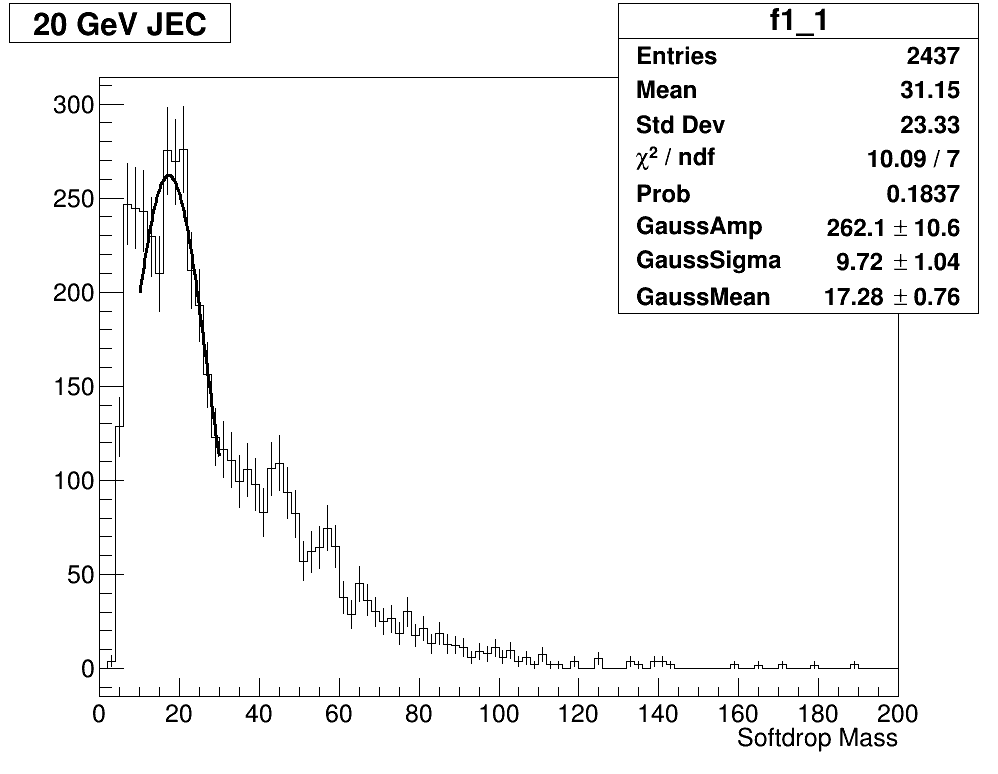 20 GeV JEC
f1_1
Entries 2437
Mean 31.15
Std Dev 23.33
χ² / ndf 10.09 / 7
Prob 0.1837
GaussAmp 262.1 ± 10.6
GaussSigma 9.72 ± 1.04
GaussMean 17.28 ± 0.76
300
250
200
150
100
50
0
0 20 40 60 80 100 120 140 160 180 200
Softdrop Mass